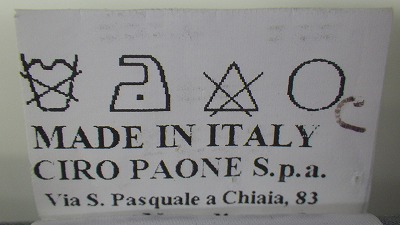 MADE IN ITALY
CIRO PAONE S.p.a.
Via S. Pasquale a Chiaia, 83